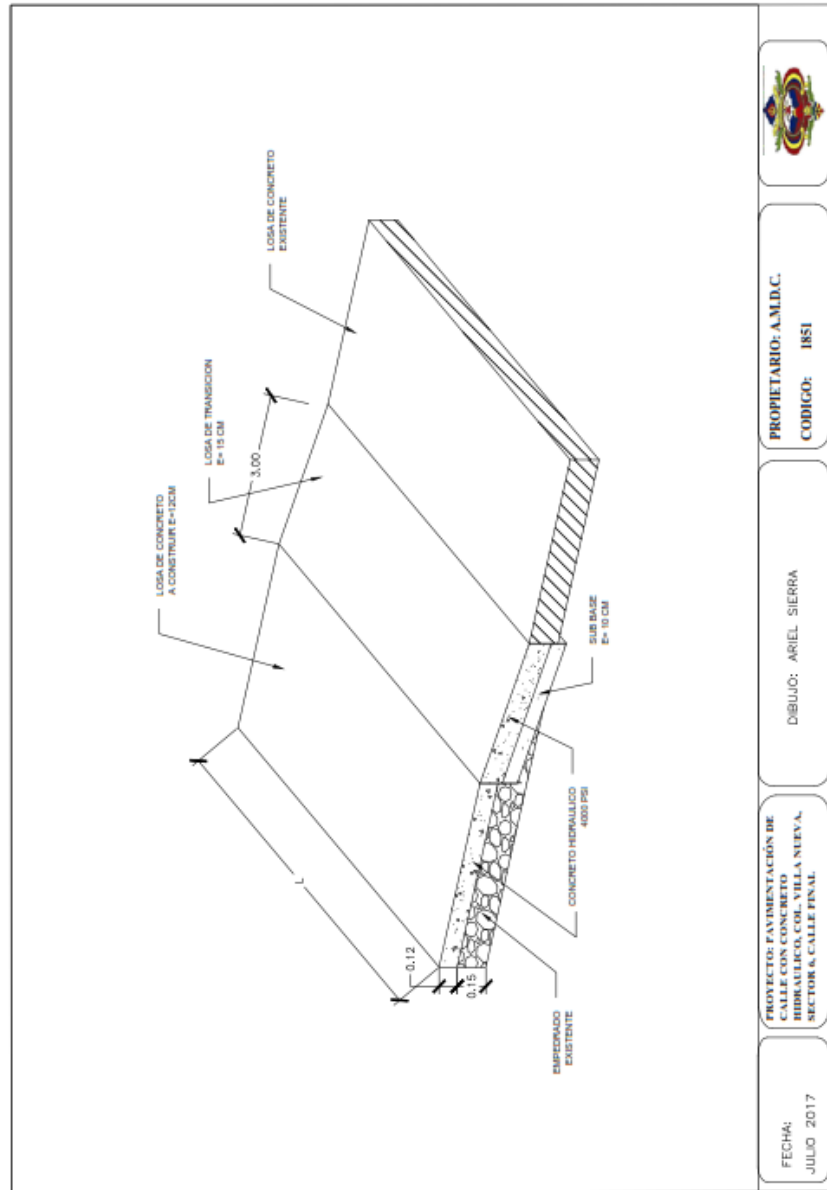 LOSA DE CONCRETO
EXISTENTE
LOSA DE TRANSICION
E= 15 CM
3.00
LOSA DE CONCRETO
A CONSTRUIR E=12CM
L
0.12
0.15
SUB BASE
E= 10 CM
CONCRETO HIDRAULICO
4000 PSI
EMPEDRADO
EXISTENTE
FECHA:
JULIO 2017
PROYECTO: PAVIMENTACIÓN DE
CALLE CON CONCRETO
HIDRAULICO, COL. VILLA NUEVA,
SECTOR 6, CALLE FINAL
DIBUJO: ARIEL SIERRA
PROPIETARIO: A.M.D.C.
CODIGO: 1851